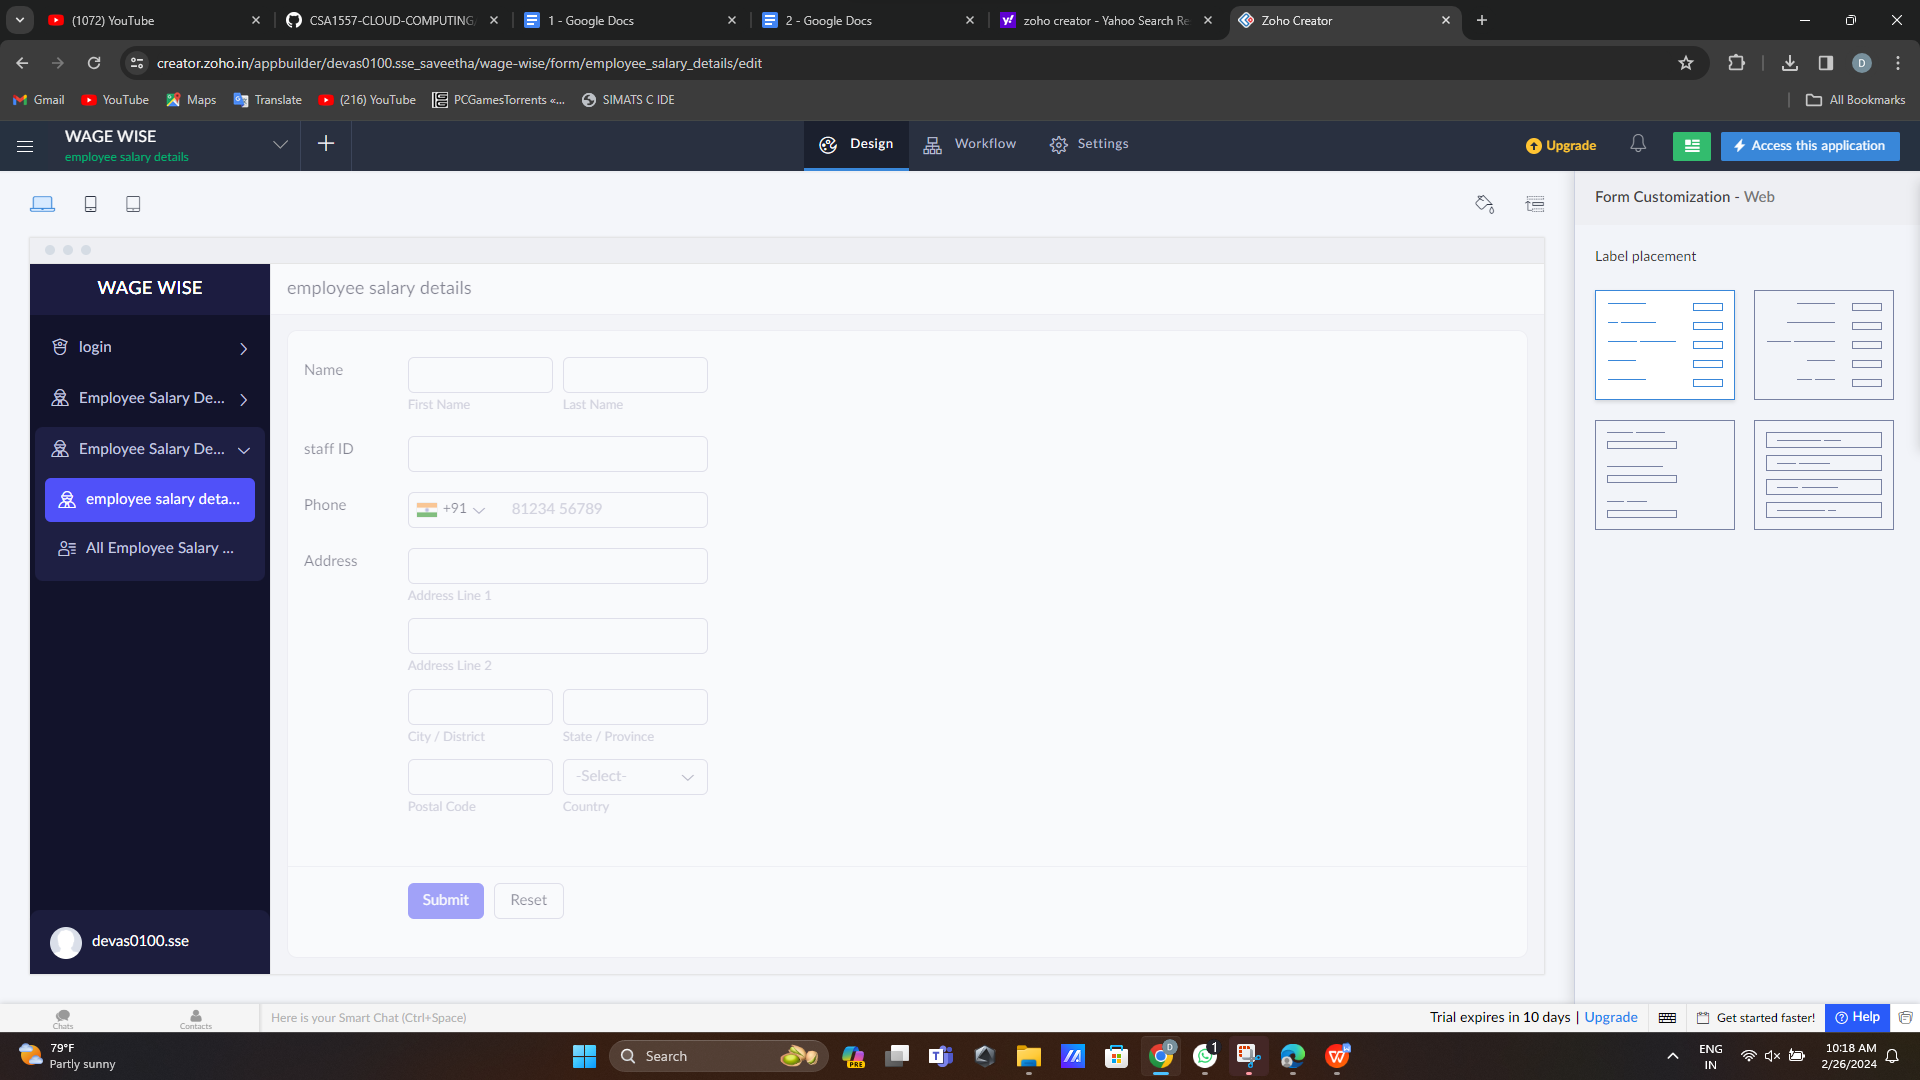 (1072) YouTube
CSA1557-CLOUD-COMPUTING
1 - Google Docs
2 - Google Docs
zoho creator - Yahoo Search Re
Zoho Creator
creator.zoho.in/appbuilder/devas0100.sse_saveetha/wage-wise/form/employee_salary_details/edit
D
Gmail
YouTube
Maps
Translate
(216) YouTube
PCGamesTorrents «...
SIMATS C IDE
All Bookmarks
WAGE WISE
employee salary details
Design
Workflow
Settings
Upgrade
Access this application
Form Customization - Web
Label placement
WAGE WISE
employee salary details
login
Employee Salary De...
Employee Salary De...
employee salary deta...
All Employee Salary ...
devas0100.sse
Name
First Name
Last Name
staff ID
Phone
+91
81234 56789
Address
Address Line 1
Address Line 2
City / District
State / Province
-Select-
Postal Code
Country
Submit
Reset
Chats
Contacts
Here is your Smart Chat (Ctrl+Space)
Trial expires in 10 days | Upgrade
Get started faster!
Help
79°F
Partly sunny
Search
PRE
D
1
ENG
IN
10:18 AM
2/26/2024